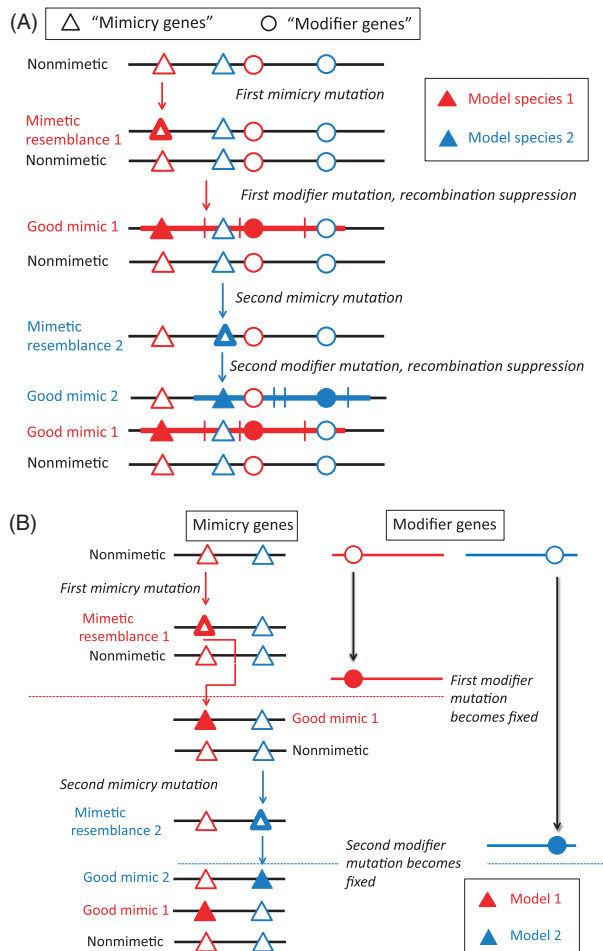 (A)
"Mimicry genes"
"Modifier genes"
Nonmimetic
First mimicry mutation
Model species 1
Model species 2
Mimetic
resemblance 1
Nonmimetic
First modifier mutation, recombination suppression
Good mimic 1
Nonmimetic
Second mimicry mutation
Mimetic
resemblance 2
Second modifier mutation, recombination suppression
Good mimic 2
Good mimic 1
Nonmimetic
(B)
Mimicry genes
Modifier genes
Nonmimetic
First mimicry mutation
Mimetic
resemblance 1
Nonmimetic
First modifier
mutation
becomes fixed
Good mimic 1
Nonmimetic
Second mimicry mutation
Mimetic
resemblance 2
Second modifier
mutation becomes
fixed
Good mimic 2
Good mimic 1
Nonmimetic
Model 1
Model 2